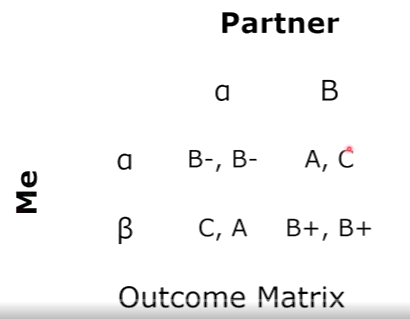 Partner
α B
Me
α B-, B- A, C
β C, A B+, B+
Outcome Matrix